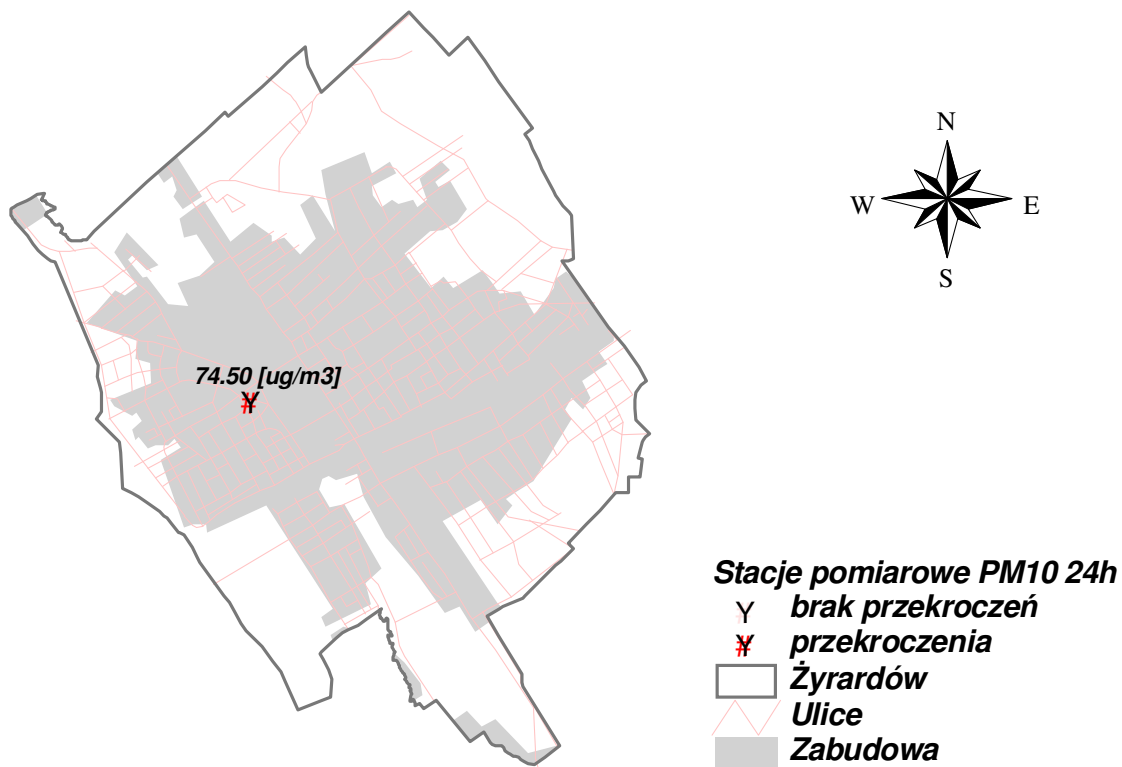 N
W E
S
74.50 [ug/m3]
Stacje pomiarowe PM10 24h
brak przekroczeń
przekroczenia
Żyrardów
Ulice
Zabudowa